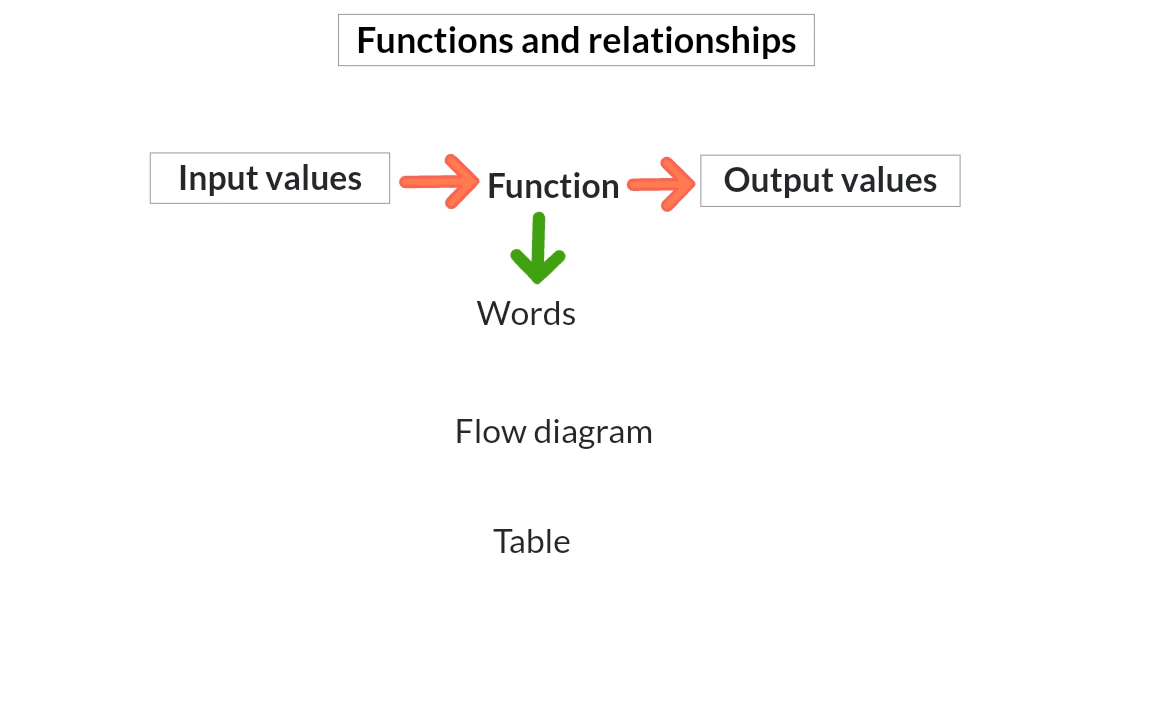 Functions and relationships
Input values
Function
Output values
Words
Flow diagram
Table